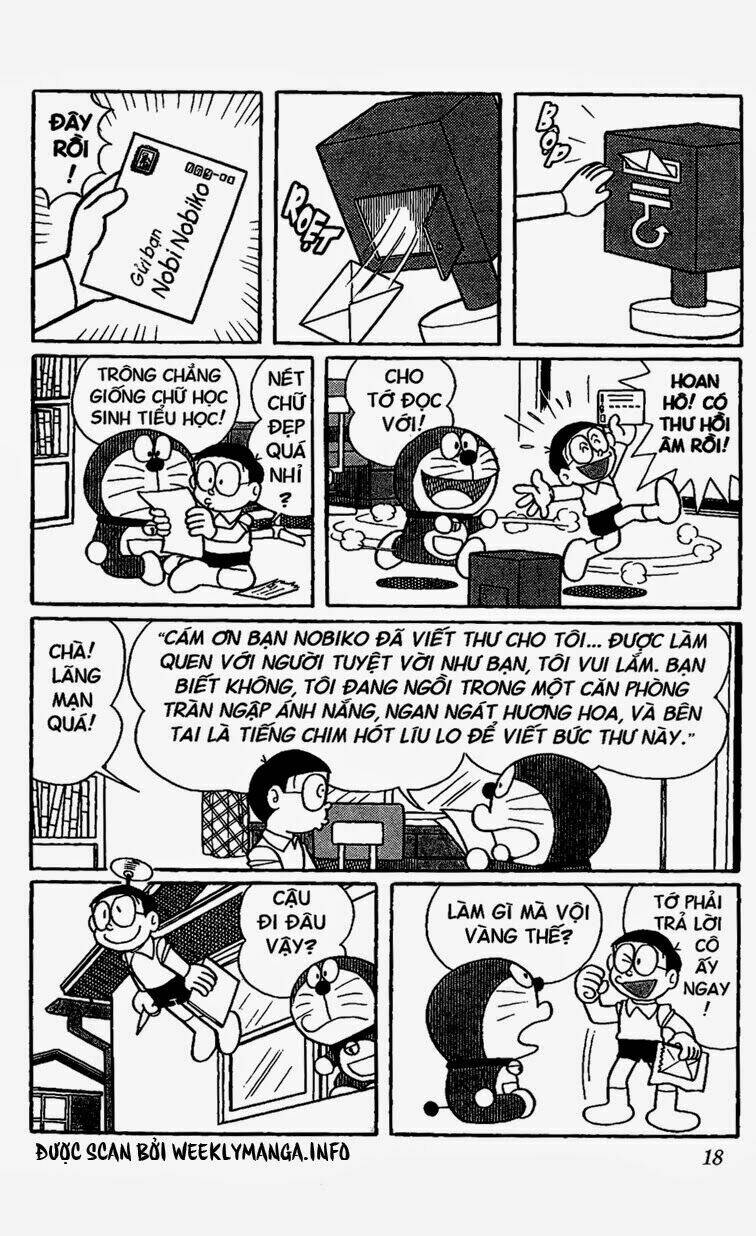 BỘP
ROẸT
ĐÂY
RỒI
!
Gửi bạn
Nobi Nobiko
HOAN
HÔ! CÓ
THƯ HỒI
ÂM RỒI!
CHO
TỚ ĐỌC
VỚI!
NÉT
CHỮ
ĐẸP
QUÁ
NHỈ
?
TRÔNG CHẲNG
GIỐNG CHỮ HỌC
SINH TIỂU HỌC!
"CÁM ƠN BẠN NOBIKO ĐÃ VIẾT THƯ CHO TÔI... ĐƯỢC LÀM
QUEN VỚI NGƯỜI TUYỆT VỜI NHƯ BẠN, TÔI VUI LẮM. BẠN
BIẾT KHÔNG, TÔI ĐANG NGỒI TRONG MỘT CĂN PHÒNG
TRÀN NGẬP ÁNH NẮNG, NGAN NGÁT HƯƠNG HOA, VÀ BÊN
TAI LÀ TIẾNG CHIM HÓT LÍU LO ĐỂ VIẾT BỨC THƯ NÀY."
CHÀ!
LÃNG
MẠN
QUÁ!
TỚ PHẢI
TRẢ LỜI
CÔ
ẤY
NGAY
!
LÀM GÌ MÀ VỘI
VÀNG THẾ?
CẬU
ĐI ĐÂU
VẬY?
ĐƯỢC SCAN BỞI WEEKLYMANGA.INFO
18